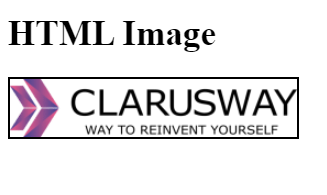 HTML Image
CLARUSWAY
WAY TO REINVENT YOURSELF